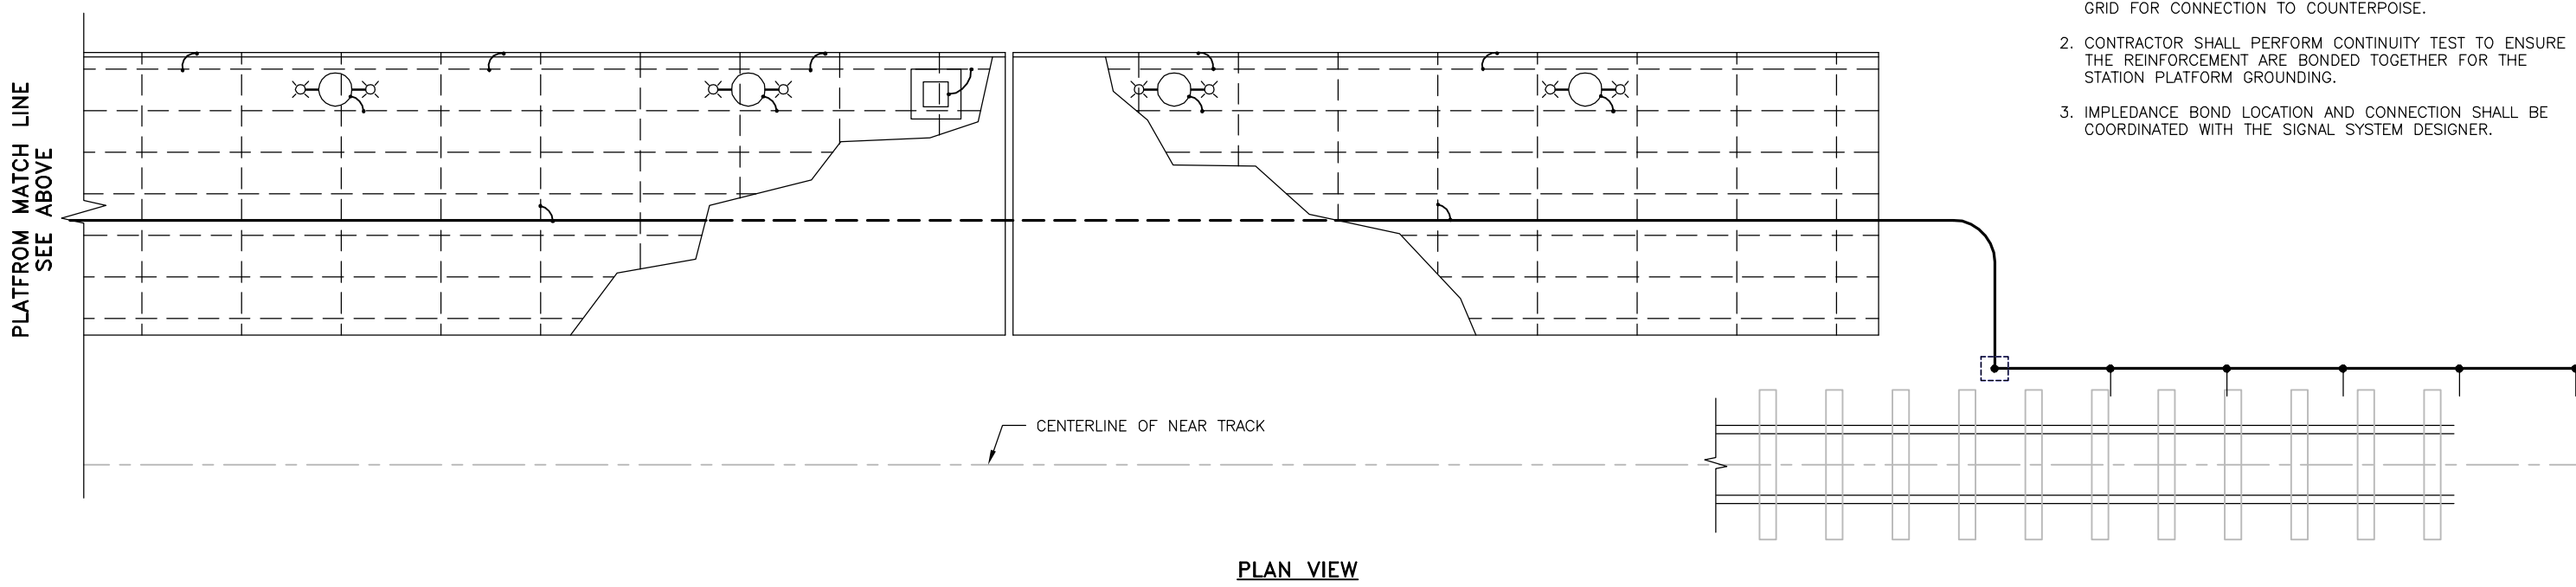 GRID FOR CONNECTION TO COUNTERPOISE.
2. CONTRACTOR SHALL PERFORM CONTINUITY TEST TO ENSURE
THE REINFORCEMENT ARE BONDED TOGETHER FOR THE
STATION PLATFORM GROUNDING.
3. IMPLEDANCE BOND LOCATION AND CONNECTION SHALL BE
COORDINATED WITH THE SIGNAL SYSTEM DESIGNER.
PLATFROM MATCH LINE
SEE ABOVE
CENTERLINE OF NEAR TRACK
PLAN VIEW